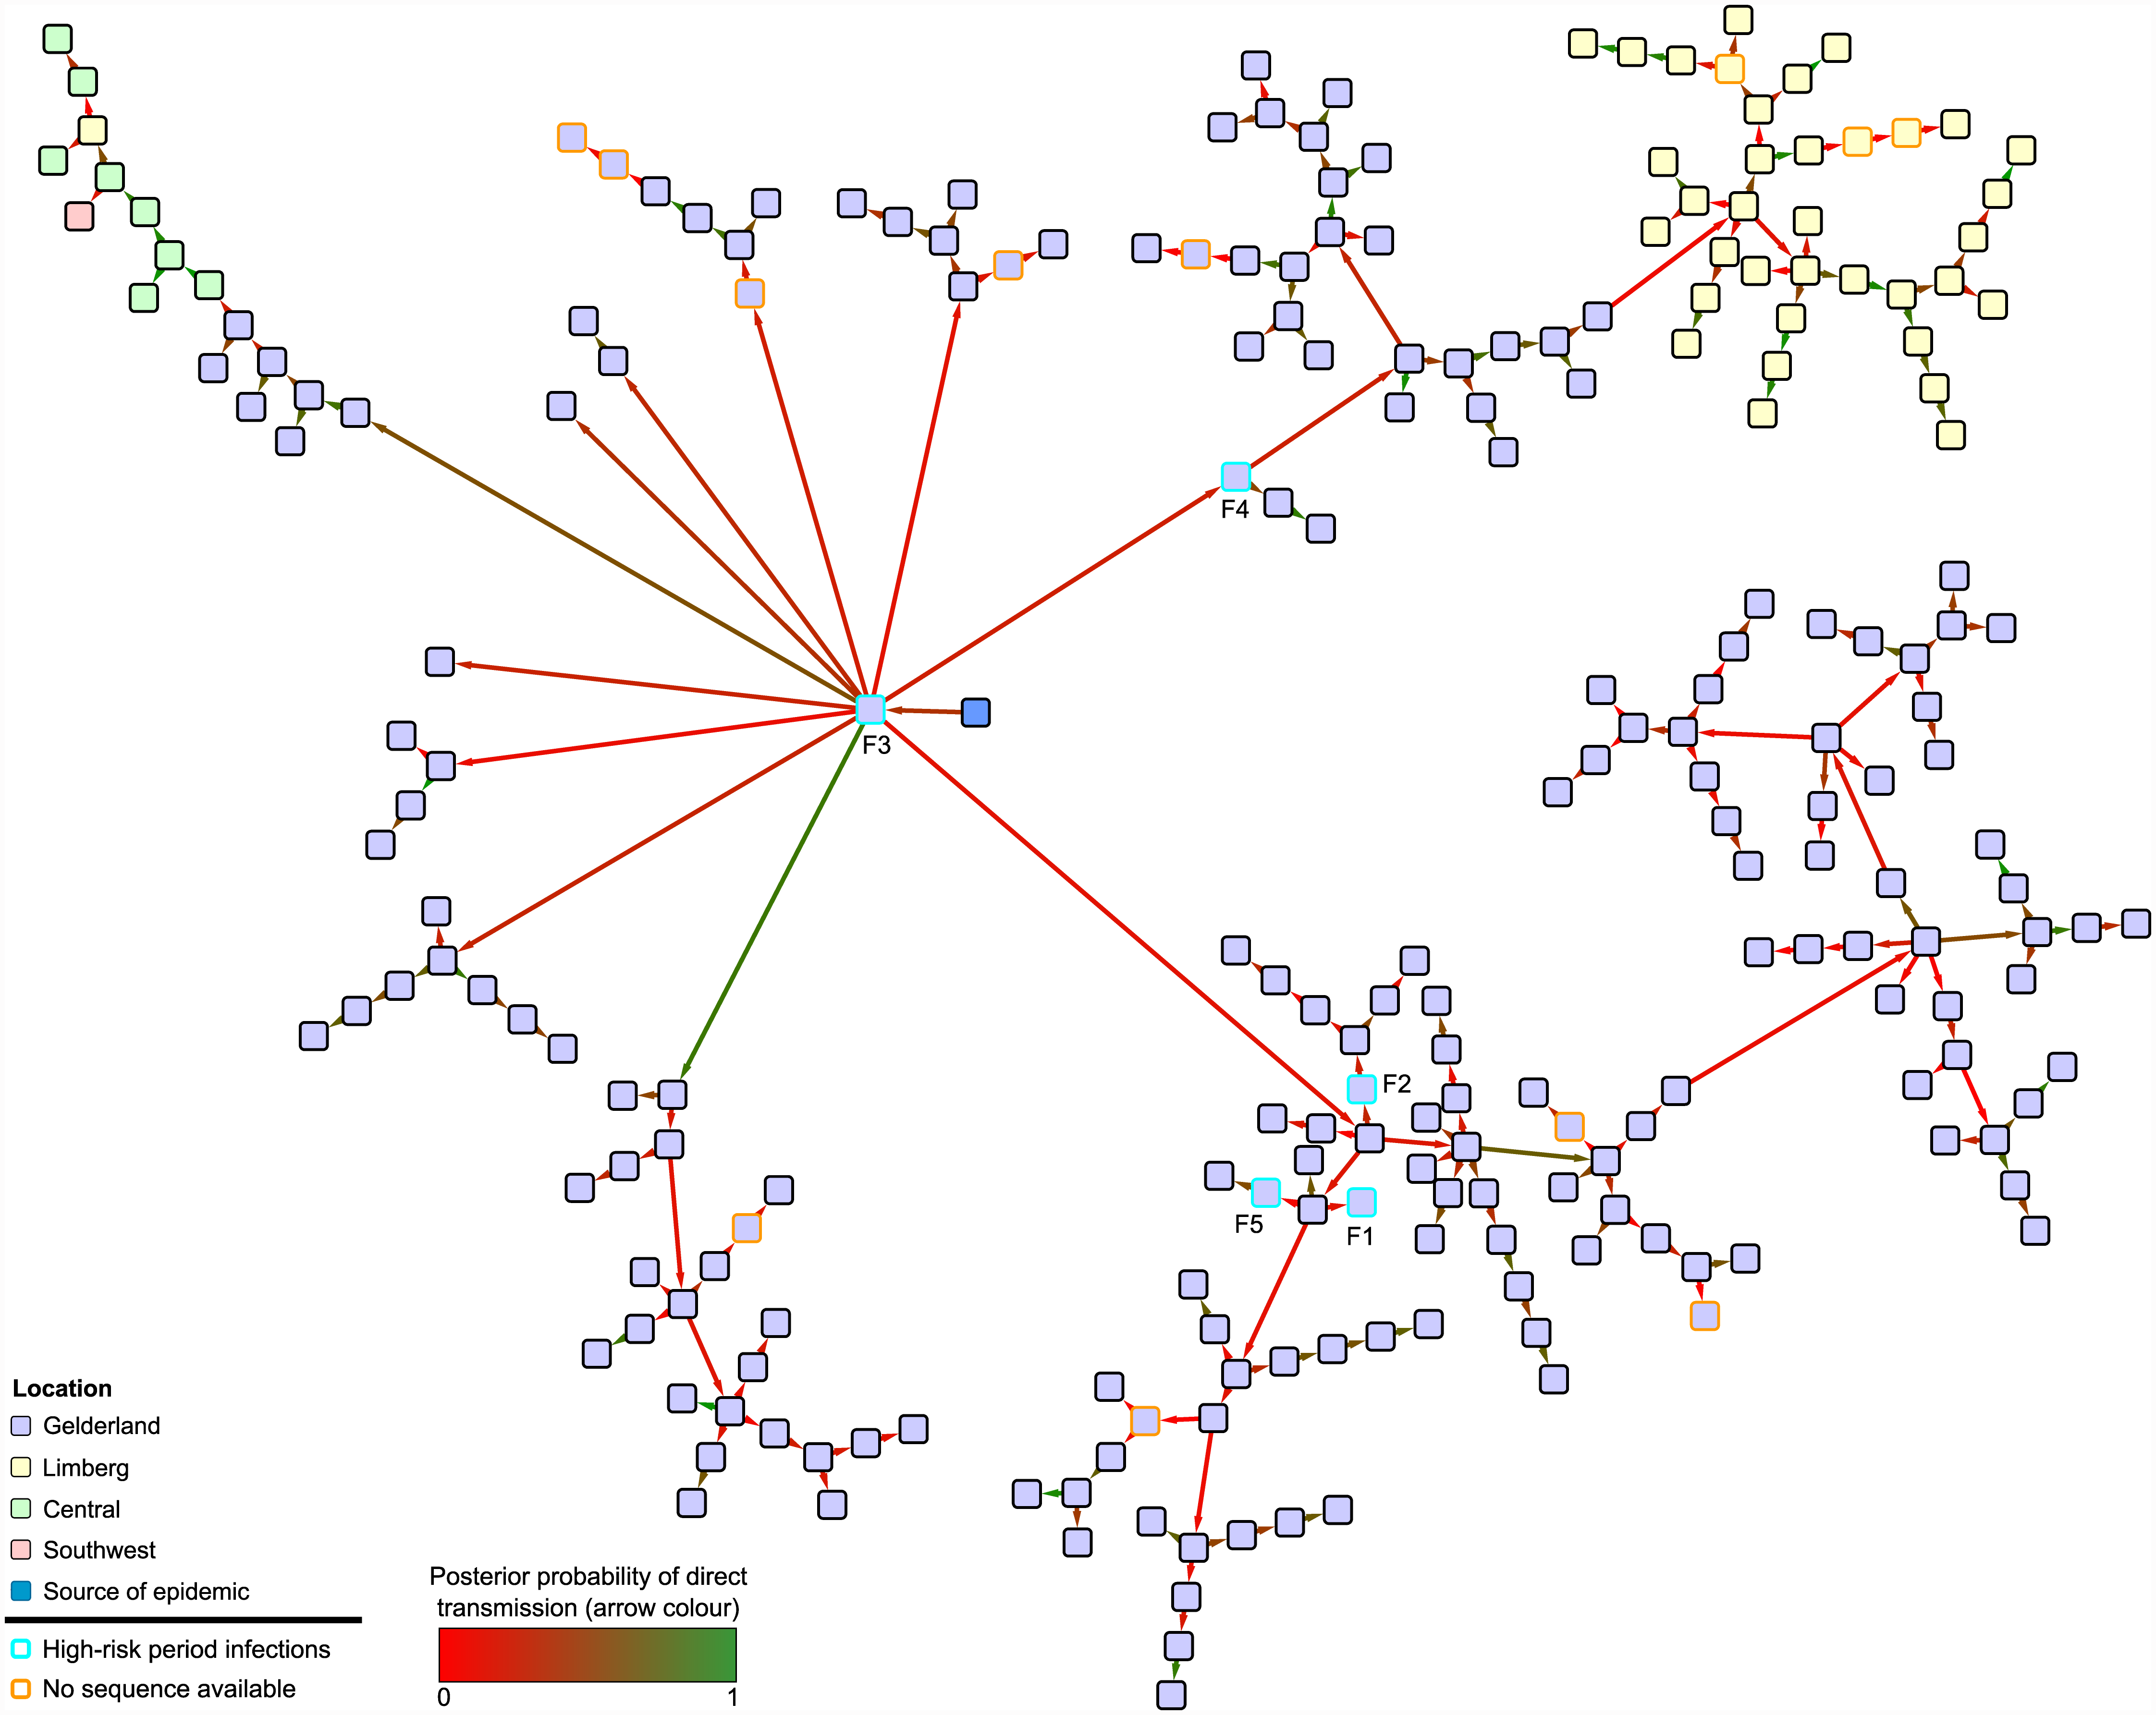 F4
F3
F2
F5
F1
Location
Gelderland
Limberg
Central
Southwest
Source of epidemic
High-risk period infections
No sequence available
Posterior probability of direct
transmission (arrow colour)
0 1